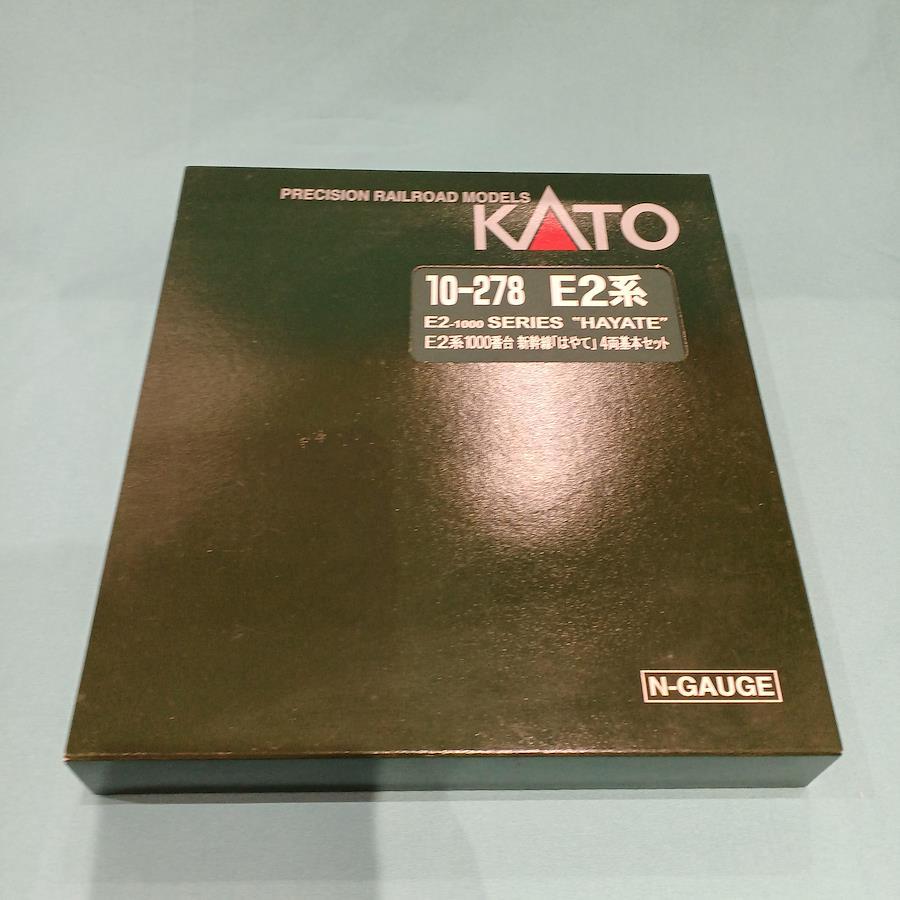 PRECISION RAILROAD MODELS
KATO
10-278 E2系
E2-1000 SERIES "HAYATE"
E2系1000番台 新幹線「はやて」 4両基本セット
N-GAUGE